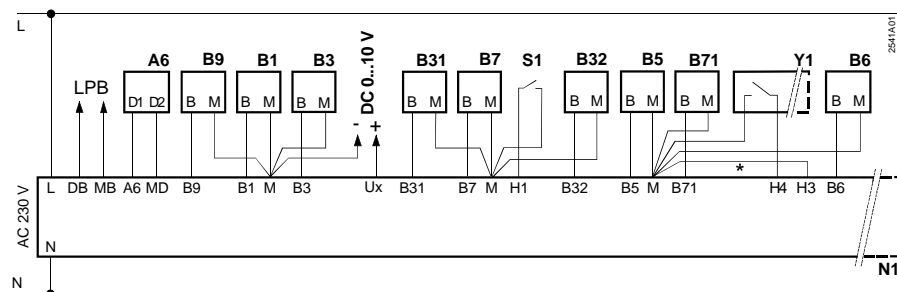 L
2541A01
A6 B9 B1 B3 DC 0...10 V B31 B7 S1 B32 B5 B71 Y1 B6
LPB
D1 D2 B M B M B M B M B M B M B M B M B M
- +
*
L DB MB A6 MD B9 B1 M B3 Ux B31 B7 M H1 B32 B5 M B71 H4 H3 B6
AC 230 V
N
N1
N